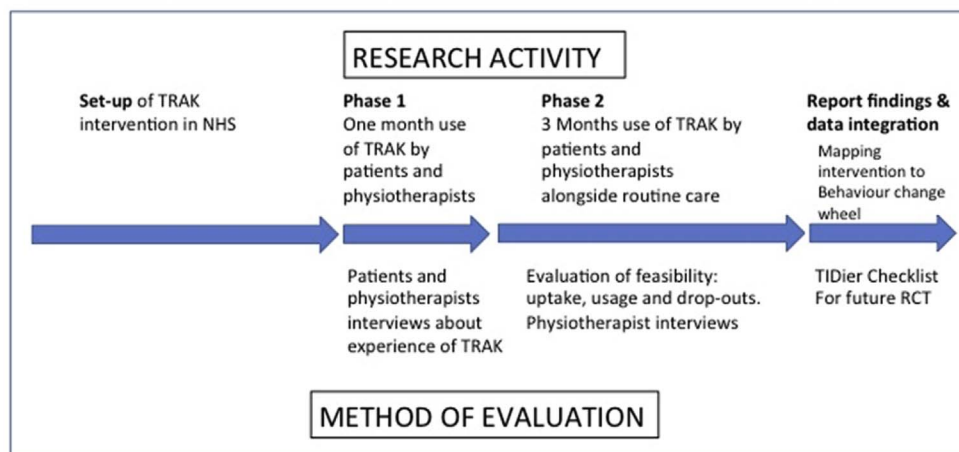 RESEARCH ACTIVITY
Set-up of TRAK
intervention in NHS
Phase 1
One month use
of TRAK by
patients and
physiotherapists
Phase 2
3 Months use of TRAK by
patients and
physiotherapists
alongside routine care
Report findings &
data integration
Mapping
intervention to
Behaviour change
wheel
Patients and
physiotherapists
interviews about
experience of TRAK
Evaluation of feasibility:
uptake, usage and drop-outs.
Physiotherapist interviews
TIDier Checklist
For future RCT
METHOD OF EVALUATION